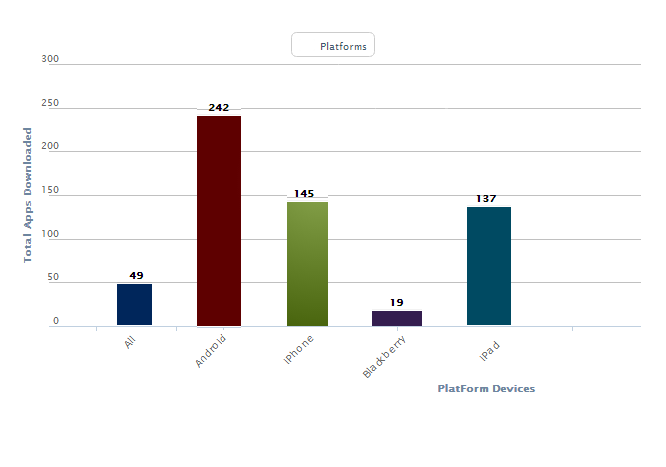 Platforms
300
250
200
150
100
50
0
Total Apps Downloaded
49
242
145
19
137
All
Android
IPhone
Blackberry
IPad
PlatForm Devices